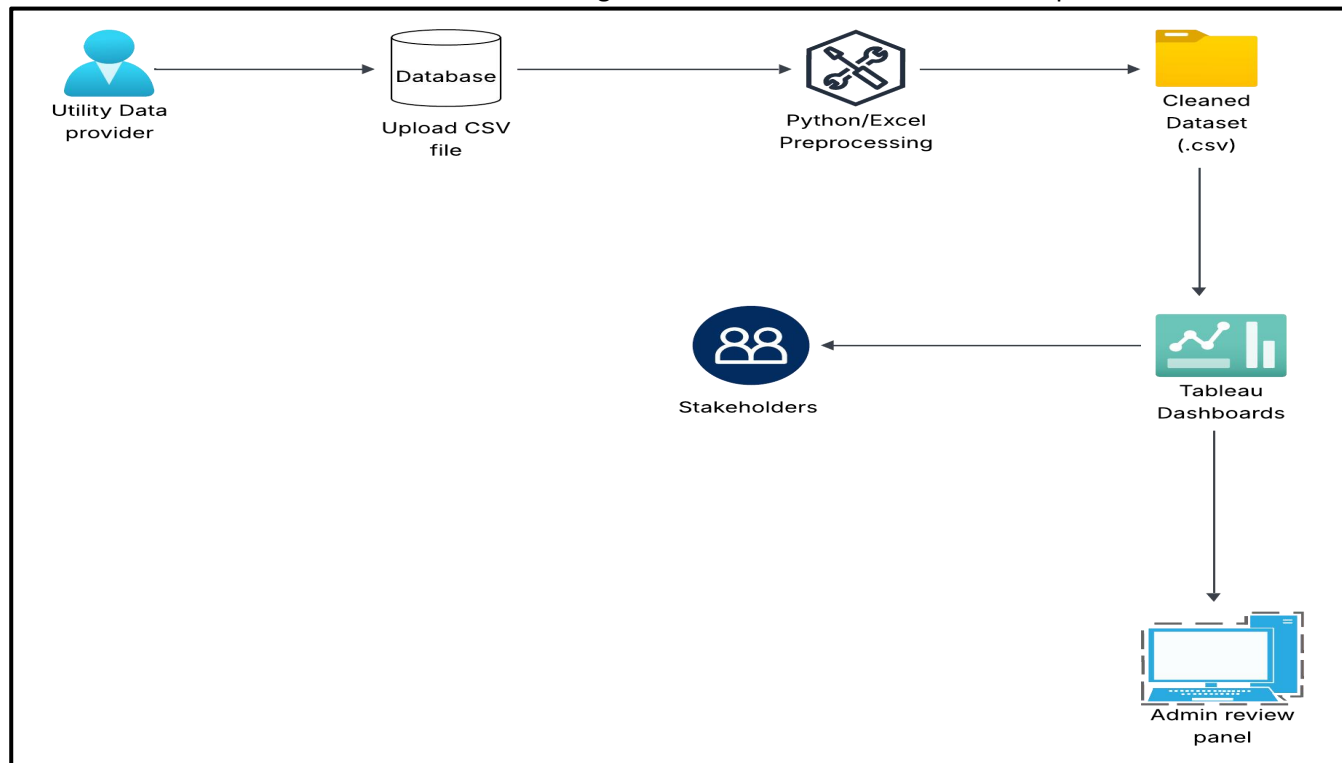 Database
Utility Data
provider
Upload CSV
file
Python/Excel
Preprocessing
Cleaned
Dataset
(.csv)
Stakeholders
Tableau
Dashboards
Admin review
panel